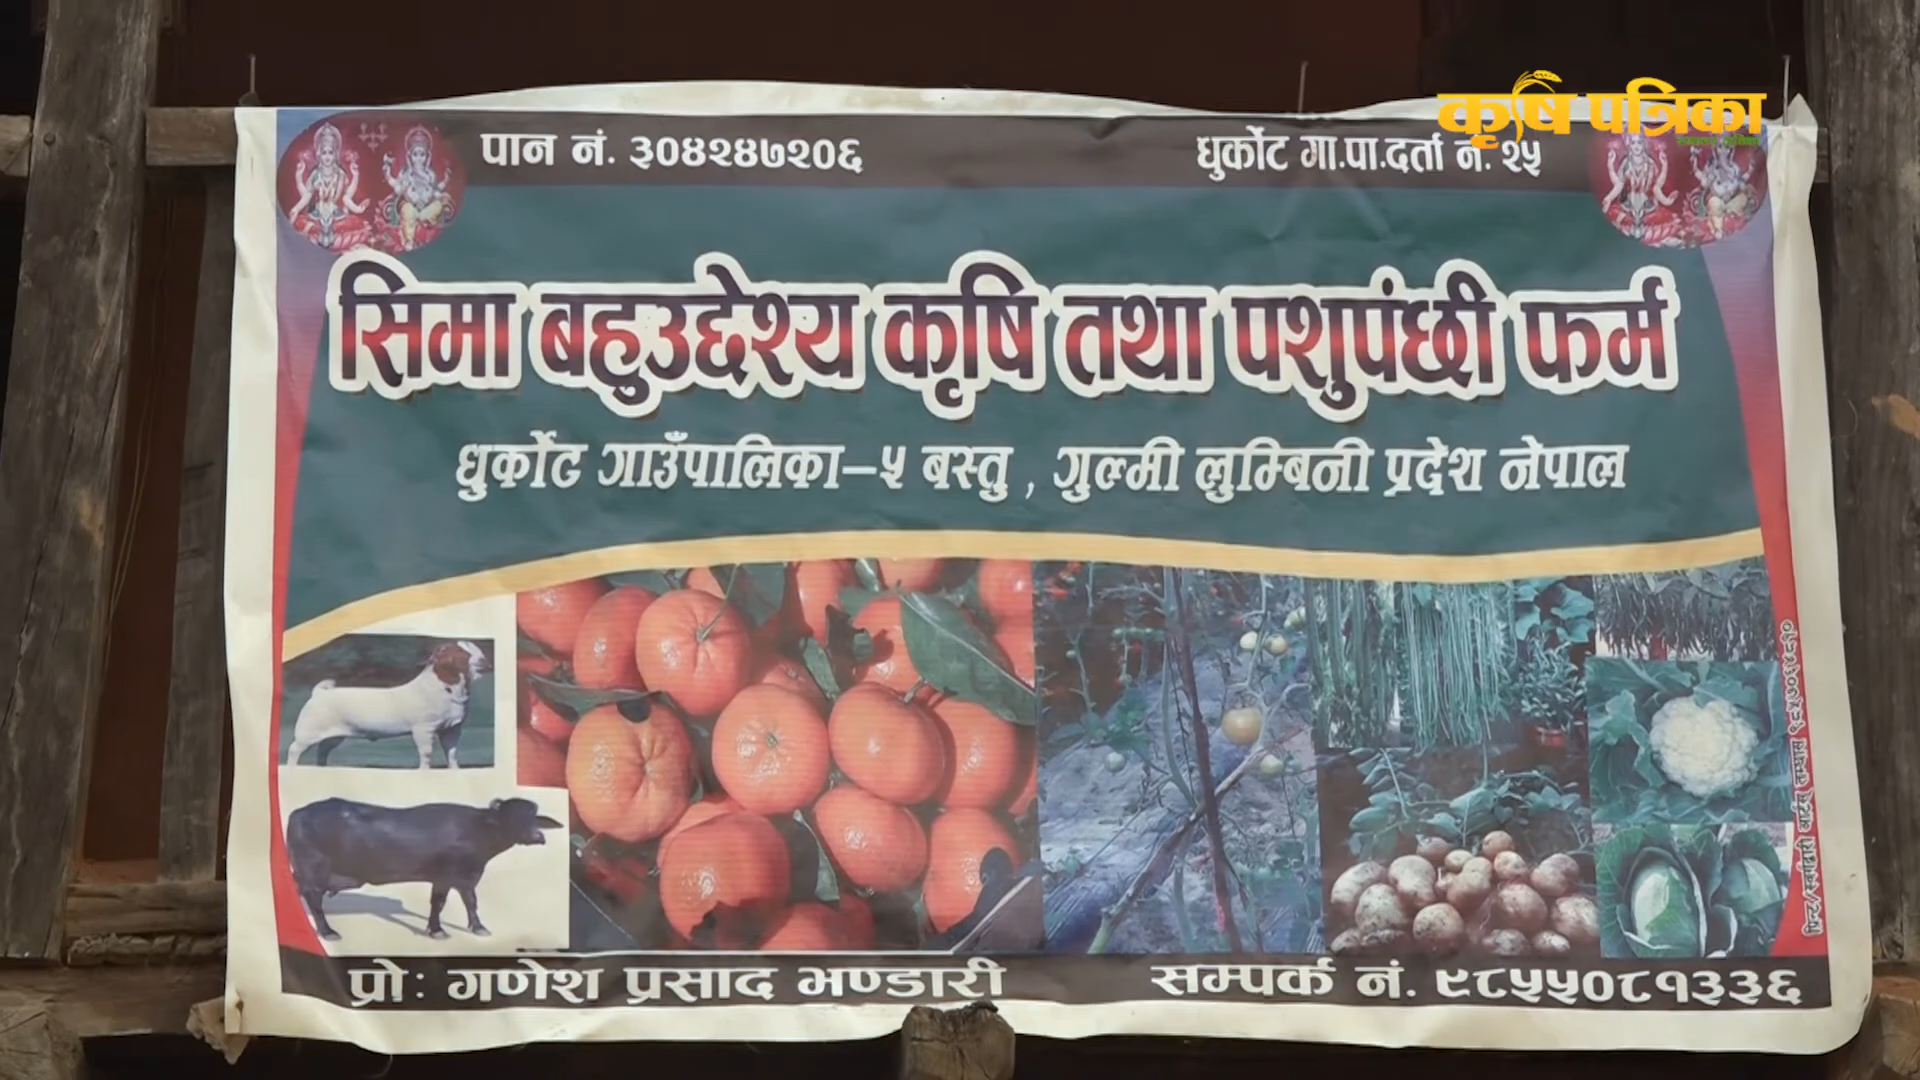 कृषि पत्रिका
पान नं. ३०४२४७२०६
धुर्कोट गा.पा.दर्ता नं. २५
सिमा बहुउद्देश्य कृषि तथा पशुपंछी फर्म
धुर्कोट गाउँपालिका–५ बस्तु , गुल्मी लुम्बिनी प्रदेश नेपाल
प्रो: गणेश प्रसाद भण्डारी
सम्पर्क नं. ९८५५०८१३३६